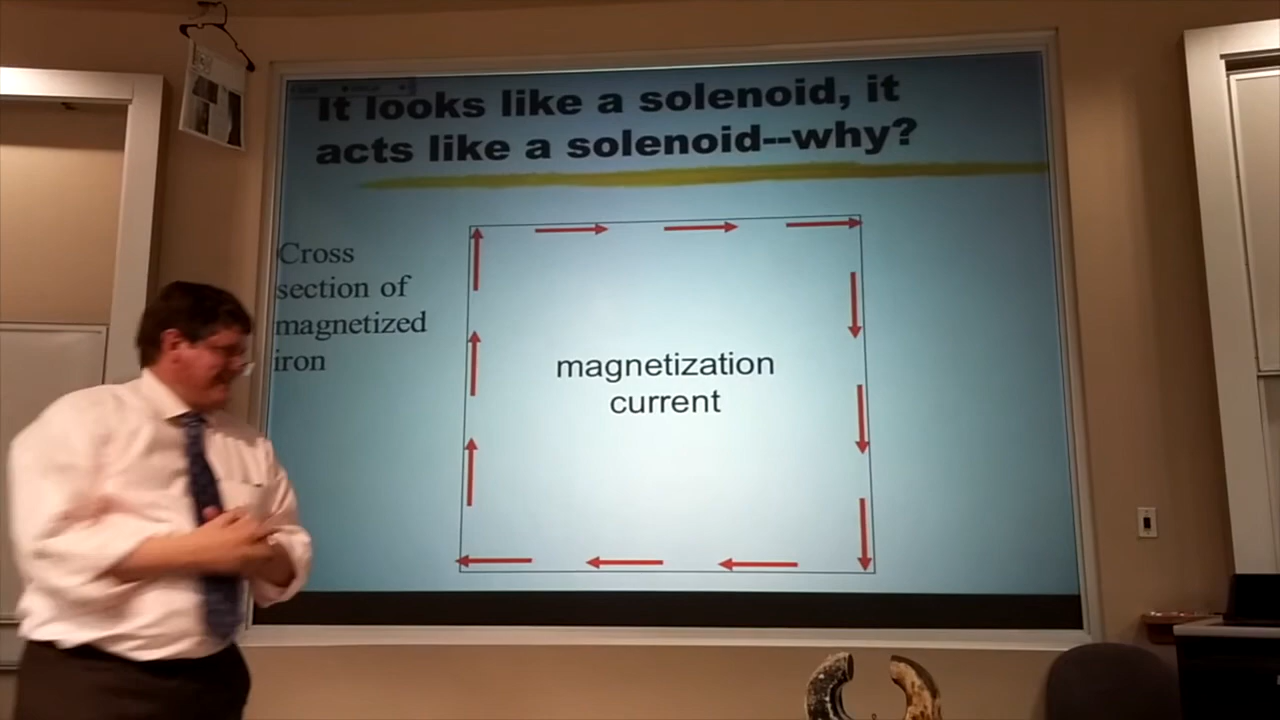 It looks like a solenoid, it
acts like a solenoid--why?
Cross
section of
magnetized
iron
magnetization
current